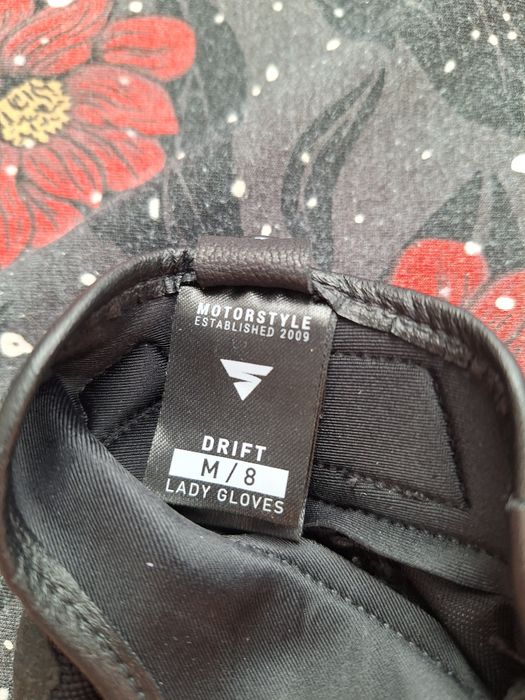 MOTORSTYLE
ESTABLISHED 2009
DRIFT
M / 8
LADY GLOVES